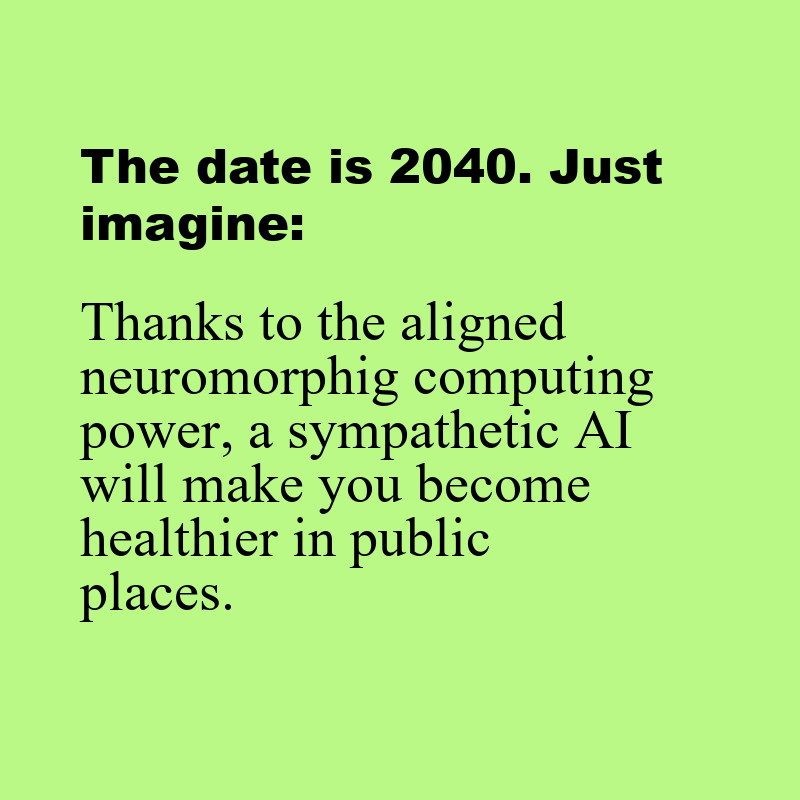 The date is 2040. Just
imagine:
Thanks to the aligned
neuromorphig computing
power, a sympathetic AI
will make you become
healthier in public
places.